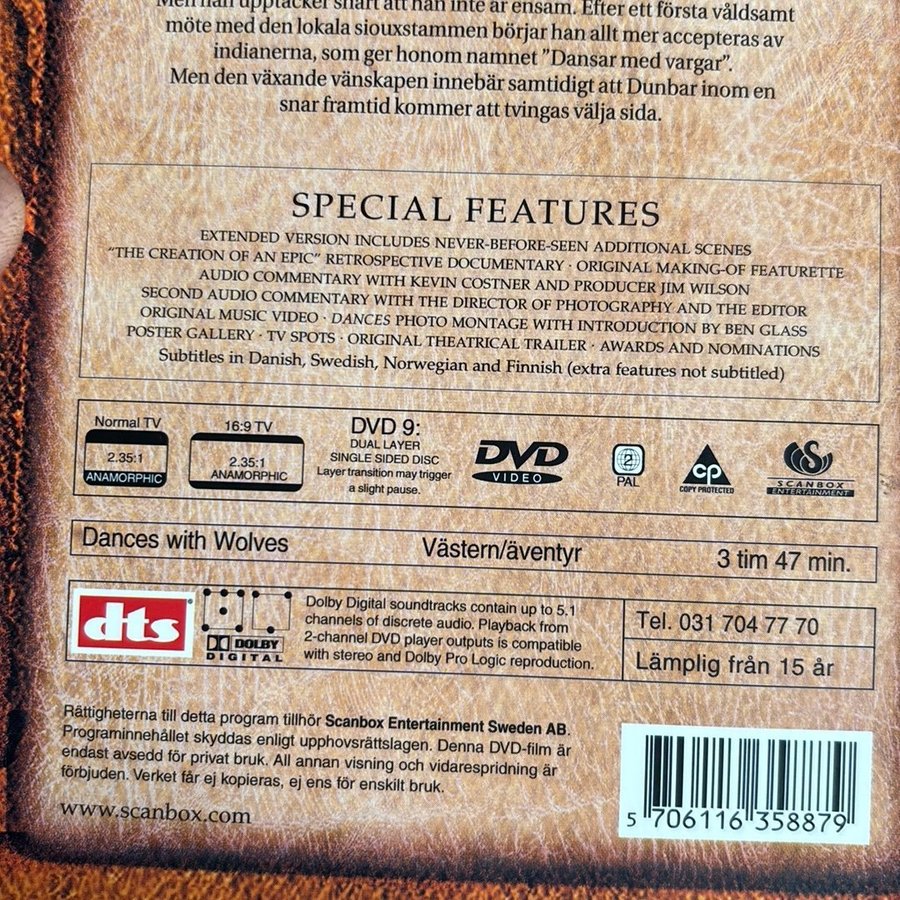 Men han upptäcker snart att han inte är ensam. Efter ett första våldsamt
möte med den lokala siouxstammen börjar han allt mer accepteras av
indianerna, som ger honom namnet ”Dansar med vargar”.
Men den växande vänskapen innebär samtidigt att Dunbar inom en
snar framtid kommer att tvingas välja sida.
SPECIAL FEATURES
EXTENDED VERSION INCLUDES NEVER-BEFORE-SEEN ADDITIONAL SCENES
“THE CREATION OF AN EPIC” RETROSPECTIVE DOCUMENTARY · ORIGINAL MAKING-OF FEATURETTE
AUDIO COMMENTARY WITH KEVIN COSTNER AND PRODUCER JIM WILSON
SECOND AUDIO COMMENTARY WITH THE DIRECTOR OF PHOTOGRAPHY AND THE EDITOR
ORIGINAL MUSIC VIDEO · DANCES PHOTO MONTAGE WITH INTRODUCTION BY BEN GLASS
POSTER GALLERY · TV SPOTS · ORIGINAL THEATRICAL TRAILER · AWARDS AND NOMINATIONS
Subtitles in Danish, Swedish, Norwegian and Finnish (extra features not subtitled)
Normal TV
2.35:1
ANAMORPHIC
16:9 TV
2.35:1
ANAMORPHIC
DVD 9:
DUAL LAYER
SINGLE SIDED DISC
Layer transition may trigger
a slight pause.
DVD
VIDEO
2
PAL
cp
COPY PROTECTED
SCANBOX
ENTERTAINMENT
Dances with Wolves Västern/äventyr 3 tim 47 min.
dts
DOLBY
DIGITAL
Dolby Digital soundtracks contain up to 5.1
channels of discrete audio. Playback from
2-channel DVD player outputs is compatible
with stereo and Dolby Pro Logic reproduction.
Tel. 031 704 77 70
Lämplig från 15 år
Rättigheterna till detta program tillhör Scanbox Entertainment Sweden AB.
Programinnehållet skyddas enligt upphovsrättslagen. Denna DVD-film är
endast avsedd för privat bruk. All annan visning och vidarespridning är
förbjuden. Verket får ej kopieras, ej ens för enskilt bruk.
www.scanbox.com
5 706116 358879